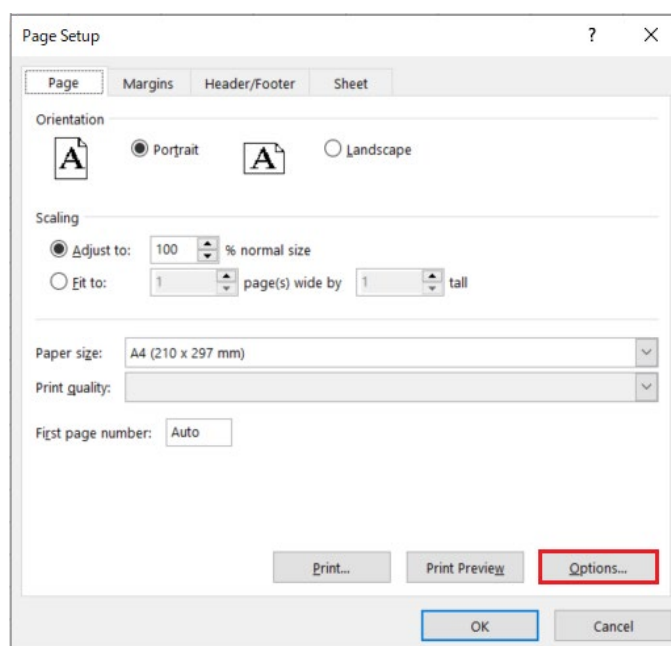 Page Setup ? ×
Page Margins Header/Footer Sheet
Orientation
A Portrait A Landscape
Scaling
Adjust to: 100 % normal size
Fit to: 1 page(s) wide by 1 tall
Paper size: A4 (210 x 297 mm)
Print quality:
First page number: Auto
Print... Print Preview Options...
OK Cancel